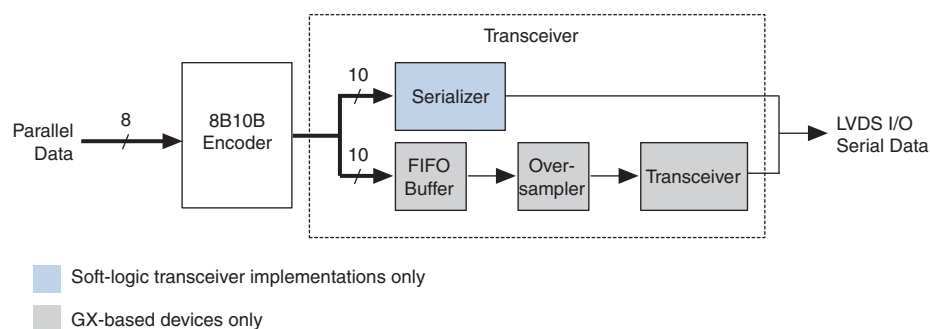 Transceiver
10
Serializer
8
8B10B
Encoder
Parallel
Data
LVDS I/O
Serial Data
10
FIFO
Buffer
Over-
sampler
Transceiver
Soft-logic transceiver implementations only
GX-based devices only